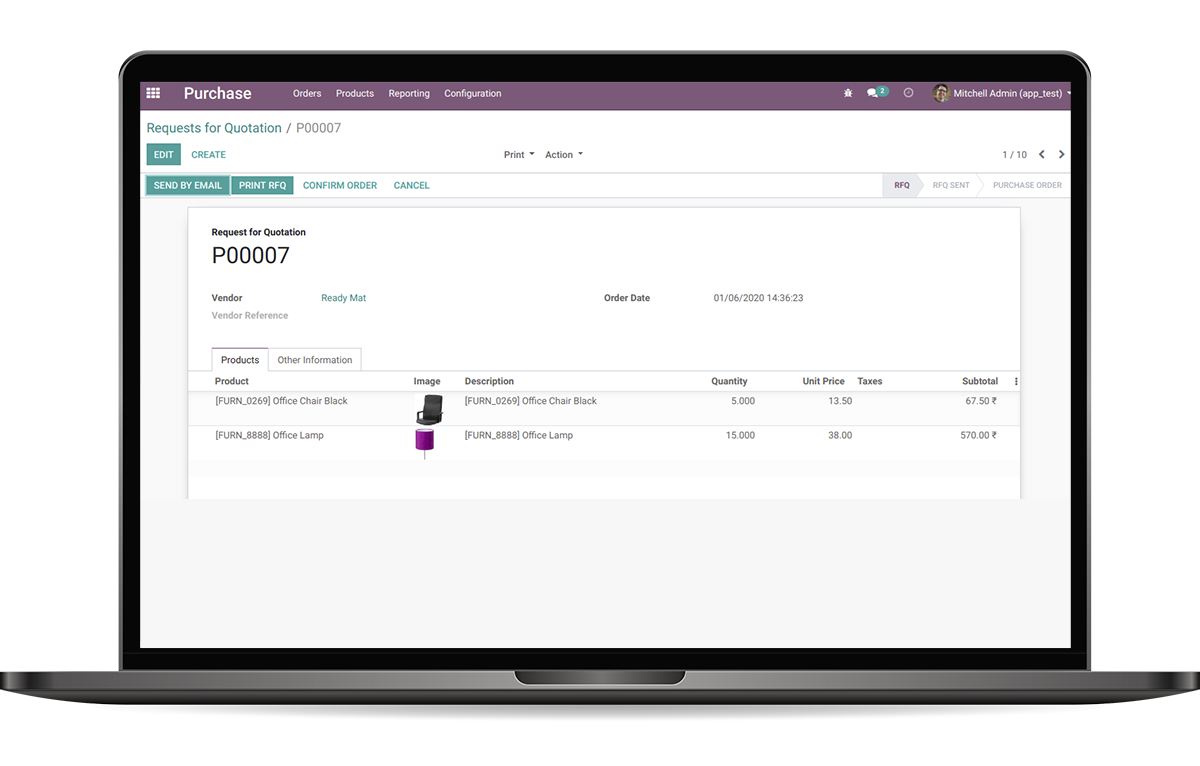 Purchase Orders Products Reporting Configuration 2 Mitchell Admin (app_test)
Requests for Quotation / P00007
EDIT CREATE Print Action 1 / 10
SEND BY EMAIL PRINT RFQ CONFIRM ORDER CANCEL RFQ RFQ SENT PURCHASE ORDER
Request for Quotation
P00007
Vendor Ready Mat Order Date 01/06/2020 14:36:23
Vendor Reference
Products Other Information
Product Image Description Quantity Unit Price Taxes Subtotal
[FURN_0269] Office Chair Black [FURN_0269] Office Chair Black 5.000 13.50 67.50 ₹
[FURN_8888] Office Lamp [FURN_8888] Office Lamp 15.000 38.00 570.00 ₹